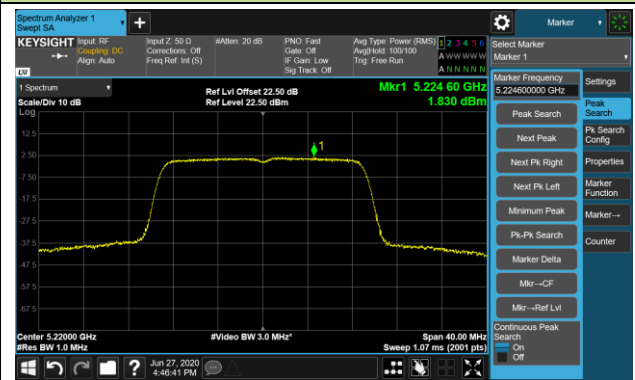 Spectrum Analyzer 1
Swept SA
Marker
KEYSIGHT
Input: RF
Coupling: DC
Align: Auto
Input Z: 50 Ω
Corrections: Off
Freq Ref: Int (S)
#Atten: 20 dB
PNO: Fast
Gate: Off
IF Gain: Low
Sig Track: Off
Avg Type: Power (RMS)
Avg|Hold: 100/100
Trig: Free Run
1 2 3 4 5 6
A W W W W W
A N N N N N
Select Marker
Marker 1
LXI
1 Spectrum
Scale/Div 10 dB
Log
Ref Lvl Offset 22.50 dB
Ref Level 22.50 dBm
Mkr1 5.224 60 GHz
1.830 dBm
12.5
2.50
-7.50
-17.5
-27.5
-37.5
-47.5
-57.5
-67.5
1
Center 5.22000 GHz
#Res BW 1.0 MHz
#Video BW 3.0 MHz*
Span 40.00 MHz
Sweep 1.07 ms (2001 pts)
Marker Frequency
5.224600000 GHz
Peak Search
Next Peak
Next Pk Right
Next Pk Left
Minimum Peak
Pk-Pk Search
Marker Delta
Mkr→CF
Mkr→Ref Lvl
Continuous Peak
Search
On
Off
Settings
Peak
Search
Pk Search
Config
Properties
Marker
Function
Marker→
Counter
?
Jun 27, 2020
4:46:41 PM